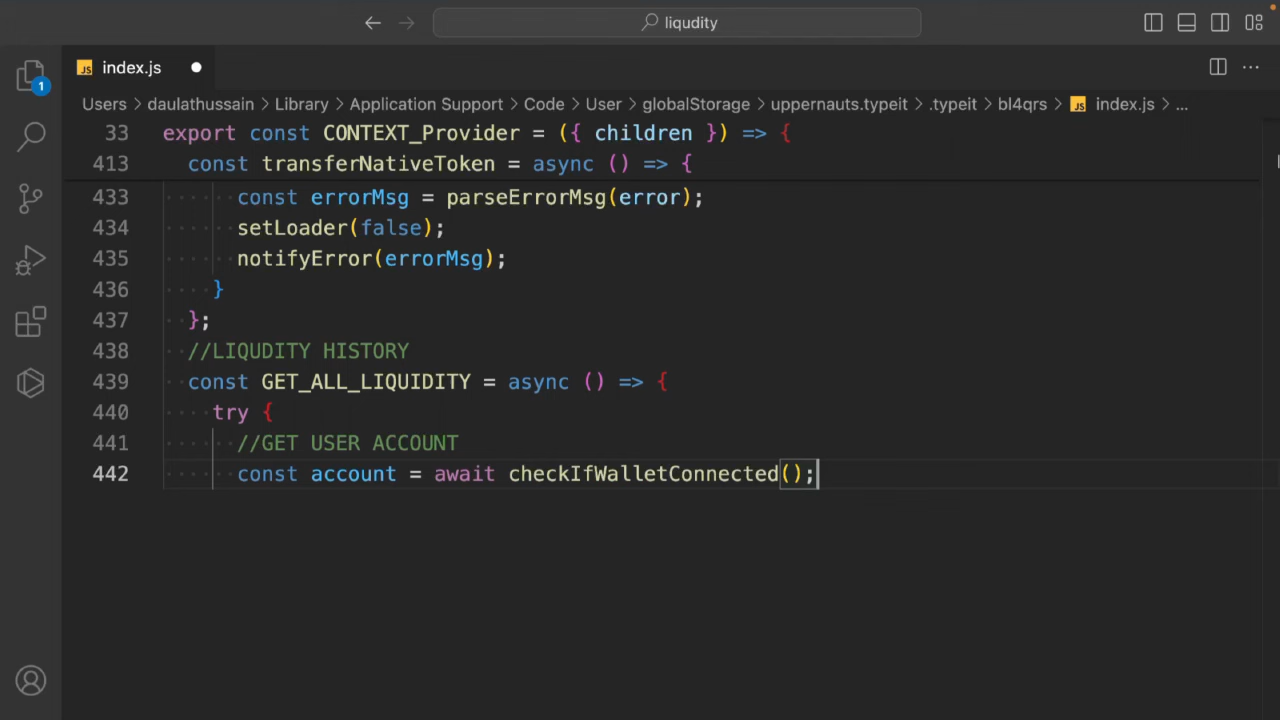 liqudity
JS index.js
Users > daulathussain > Library > Application Support > Code > User > globalStorage > uppernauts.typeit > .typeit > bl4qrs > JS index.js > ...
1
33 export const CONTEXT_Provider = ({ children }) => {
413 const transferNativeToken = async () => {
433 const errorMsg = parseErrorMsg(error);
434 setLoader(false);
435 notifyError(errorMsg);
436 }
437 };
438 //LIQUDITY HISTORY
439 const GET_ALL_LIQUIDITY = async () => {
440 try {
441 //GET USER ACCOUNT
442 const account = await checkIfWalletConnected();